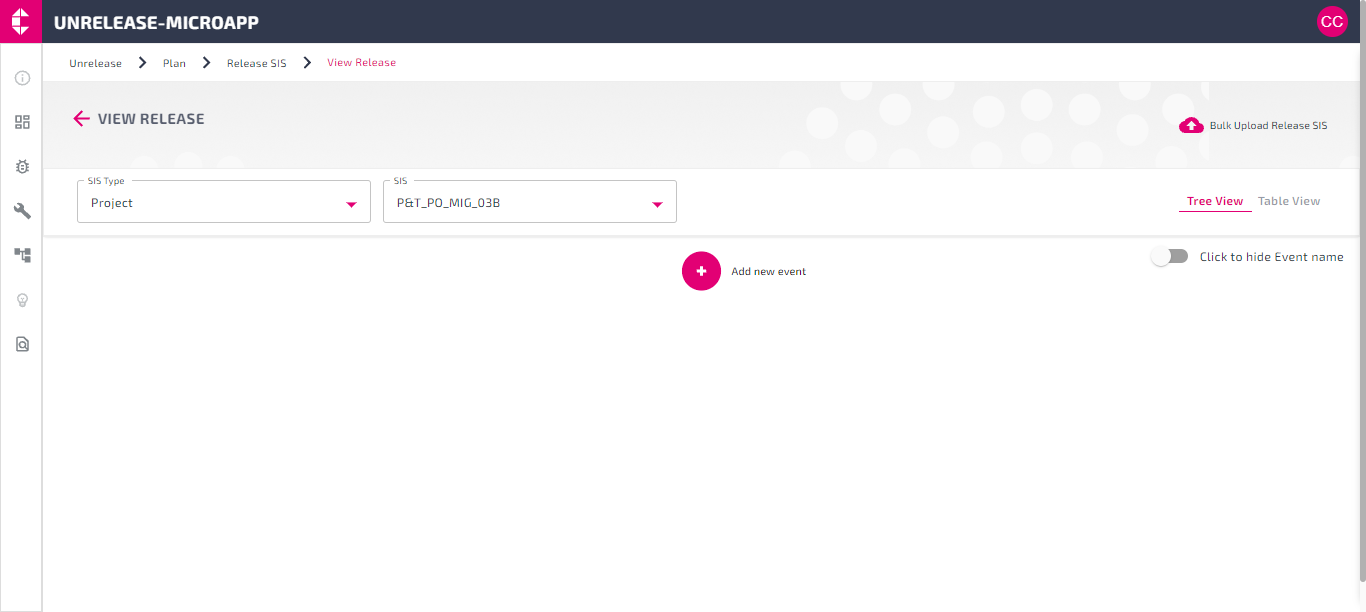 UNRELEASE-MICROAPP
CC
Unrelease Plan Release SIS View Release
VIEW RELEASE
Bulk Upload Release SIS
SIS Type
Project
SIS
P&T_PO_MIG_03B
Tree View Table View
Add new event
Click to hide Event name